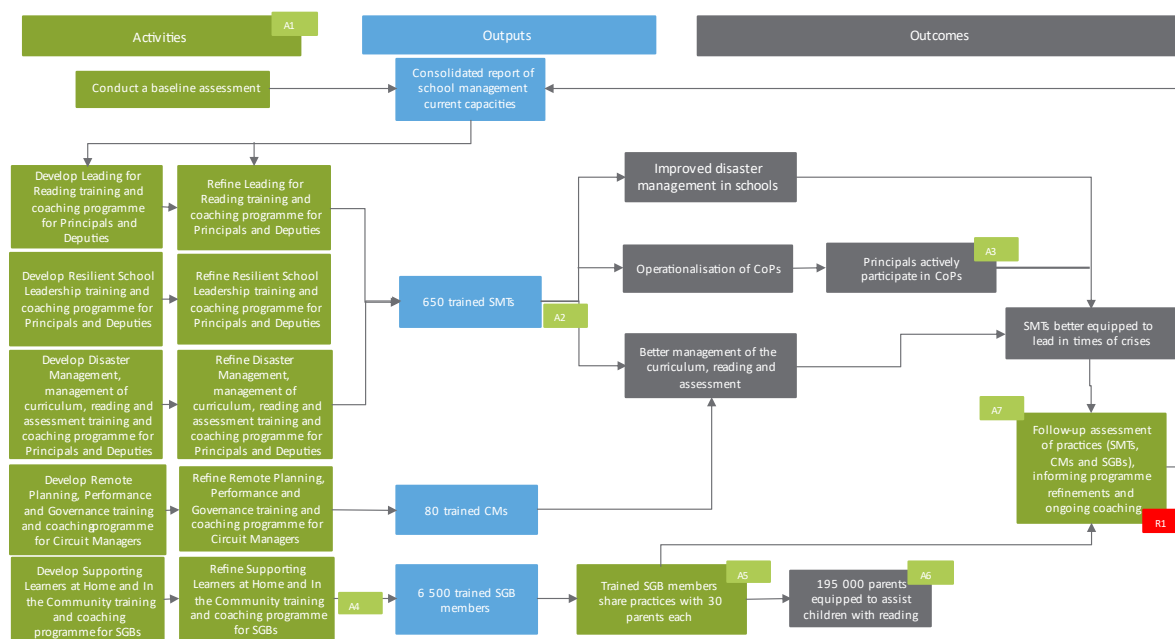 Activities
A1
Outputs
Outcomes
Conduct a baseline assessment
Consolidated report of
school management
current capacities
Develop Leading for
Reading training and
coaching programme
for Principals and
Deputies
Refine Leading for
Reading training and
coaching programme for
Principals and Deputies
Improved disaster
management in schools
Develop Resilient School
Leadership training and
coaching programme for
Principals and Deputies
Refine Resilient School
Leadership training and
coaching programme for
Principals and Deputies
650 trained SMTs
A2
Operationalisation of CoPs
Principals actively
participate in CoPs
A3
SMTs better equipped to
lead in times of crises
Develop Disaster
Management,
management of
curriculum, reading and
assessment training and
coaching programme for
Principals and Deputies
Refine Disaster
Management,
management of
curriculum, reading and
assessment training and
coaching programme for
Principals and Deputies
Better management of the
curriculum, reading and
assessment
A7
Follow-up assessment
of practices (SMTs,
CMs and SGBs),
informing programme
refinements and
ongoing coaching
R1
Develop Remote
Planning, Performance
and Governance training
and coachingprogramme
for Circuit Managers
Refine Remote Planning,
Performance and
Governance training and
coaching programme for
Circuit Managers
80 trained CMs
Develop Supporting
Learners at Home and In
the Community training
and coaching
programme for SGBs
Refine Supporting
Learners at Home and In
the Community training
and coaching programme
for SGBs
A4
6 500 trained SGB
members
Trained SGB members
share practices with 30
parents each
A5
195 000 parents
equipped to assist
children with reading
A6